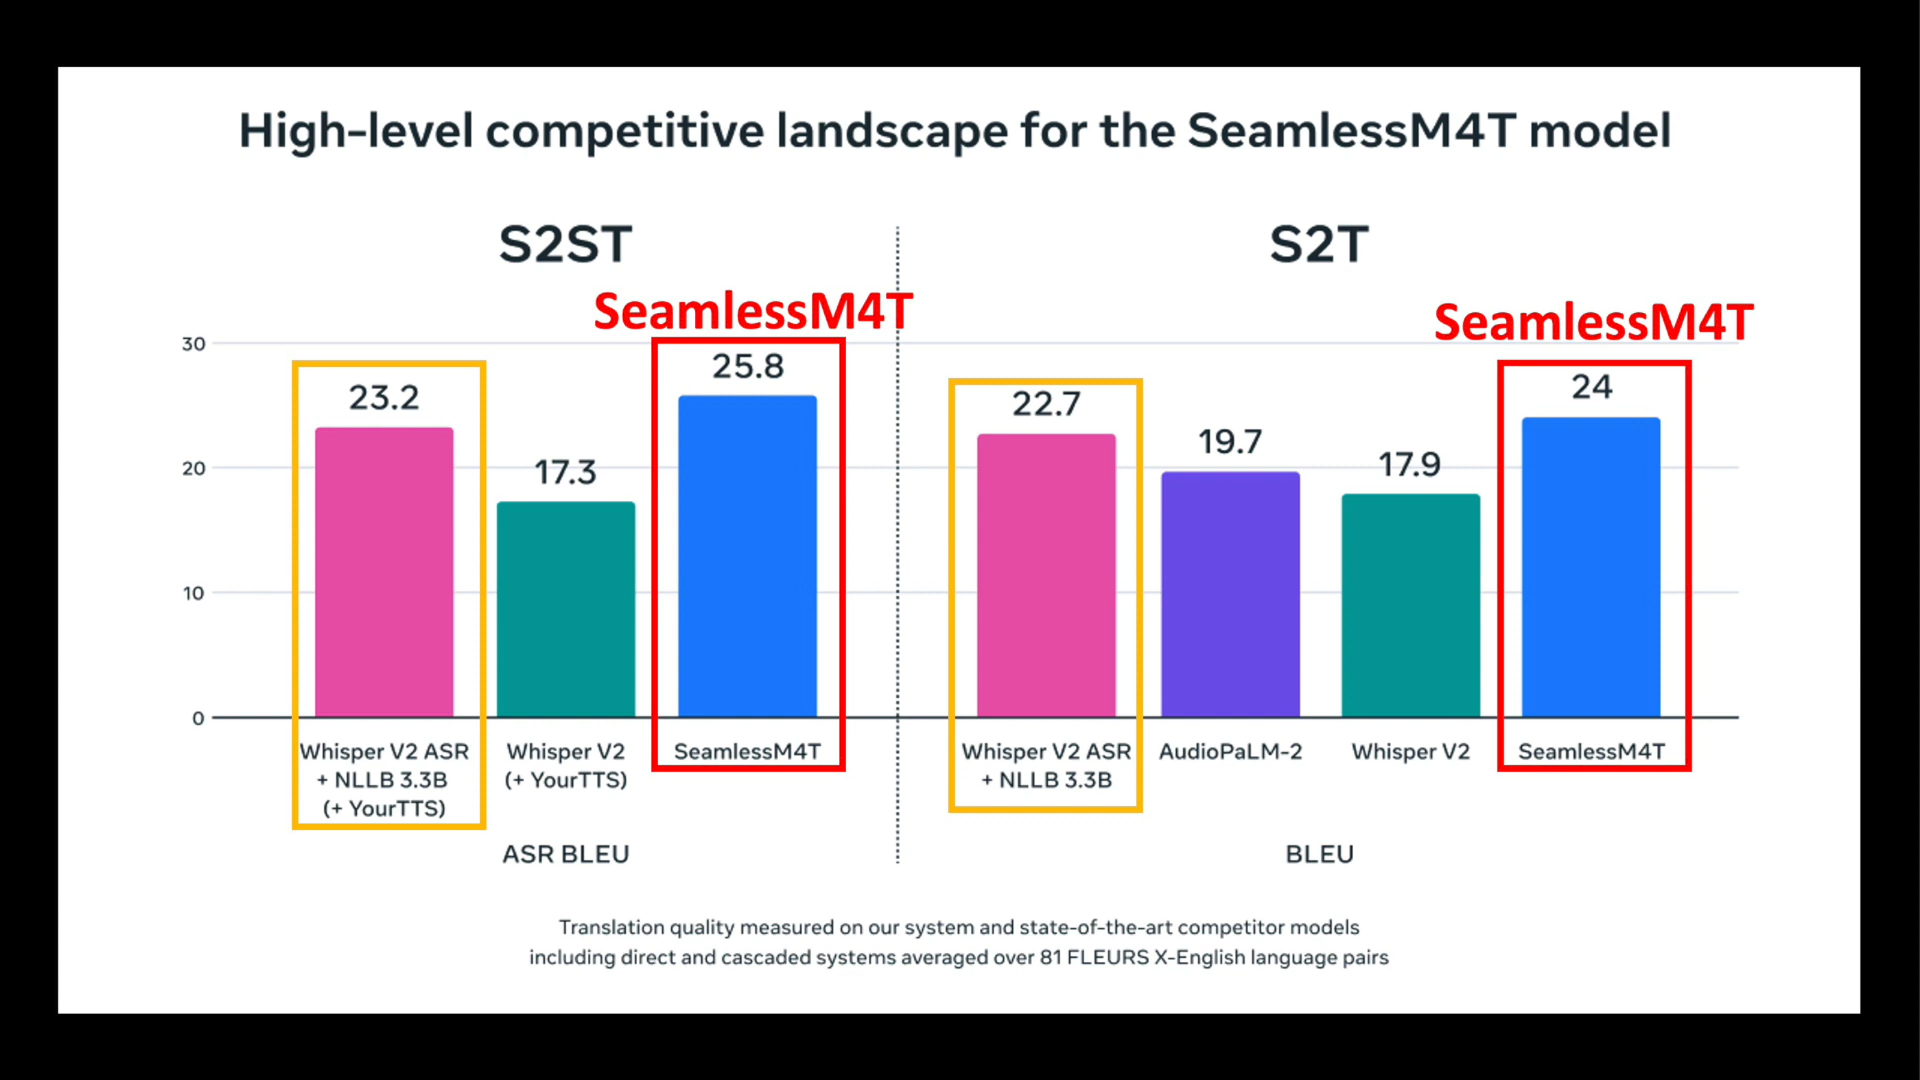 High-level competitive landscape for the SeamlessM4T model
S2ST
SeamlessM4T
30
20
10
0
23.2
17.3
25.8
Whisper V2 ASR
+ NLLB 3.3B
(+ YourTTS)
Whisper V2
(+ YourTTS)
SeamlessM4T
ASR BLEU
S2T
SeamlessM4T
22.7
19.7
17.9
24
Whisper V2 ASR
+ NLLB 3.3B
AudioPaLM-2
Whisper V2
SeamlessM4T
BLEU
Translation quality measured on our system and state-of-the-art competitor models
including direct and cascaded systems averaged over 81 FLEURS X-English language pairs